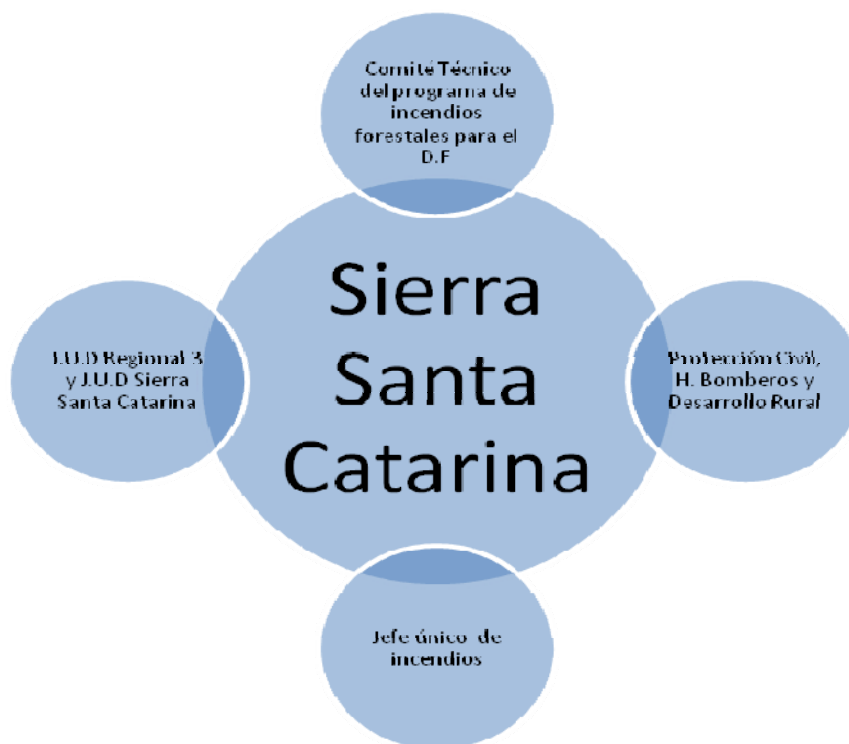 Comité Técnico
del programa de
incendios
forestales para el
D.F
Sierra
Santa
Catarina
J.U.D Regional 3
y J.U.D Sierra
Santa Catarina
Protección Civil,
H. Bomberos y
Desarrollo Rural
Jefe único de
incendios